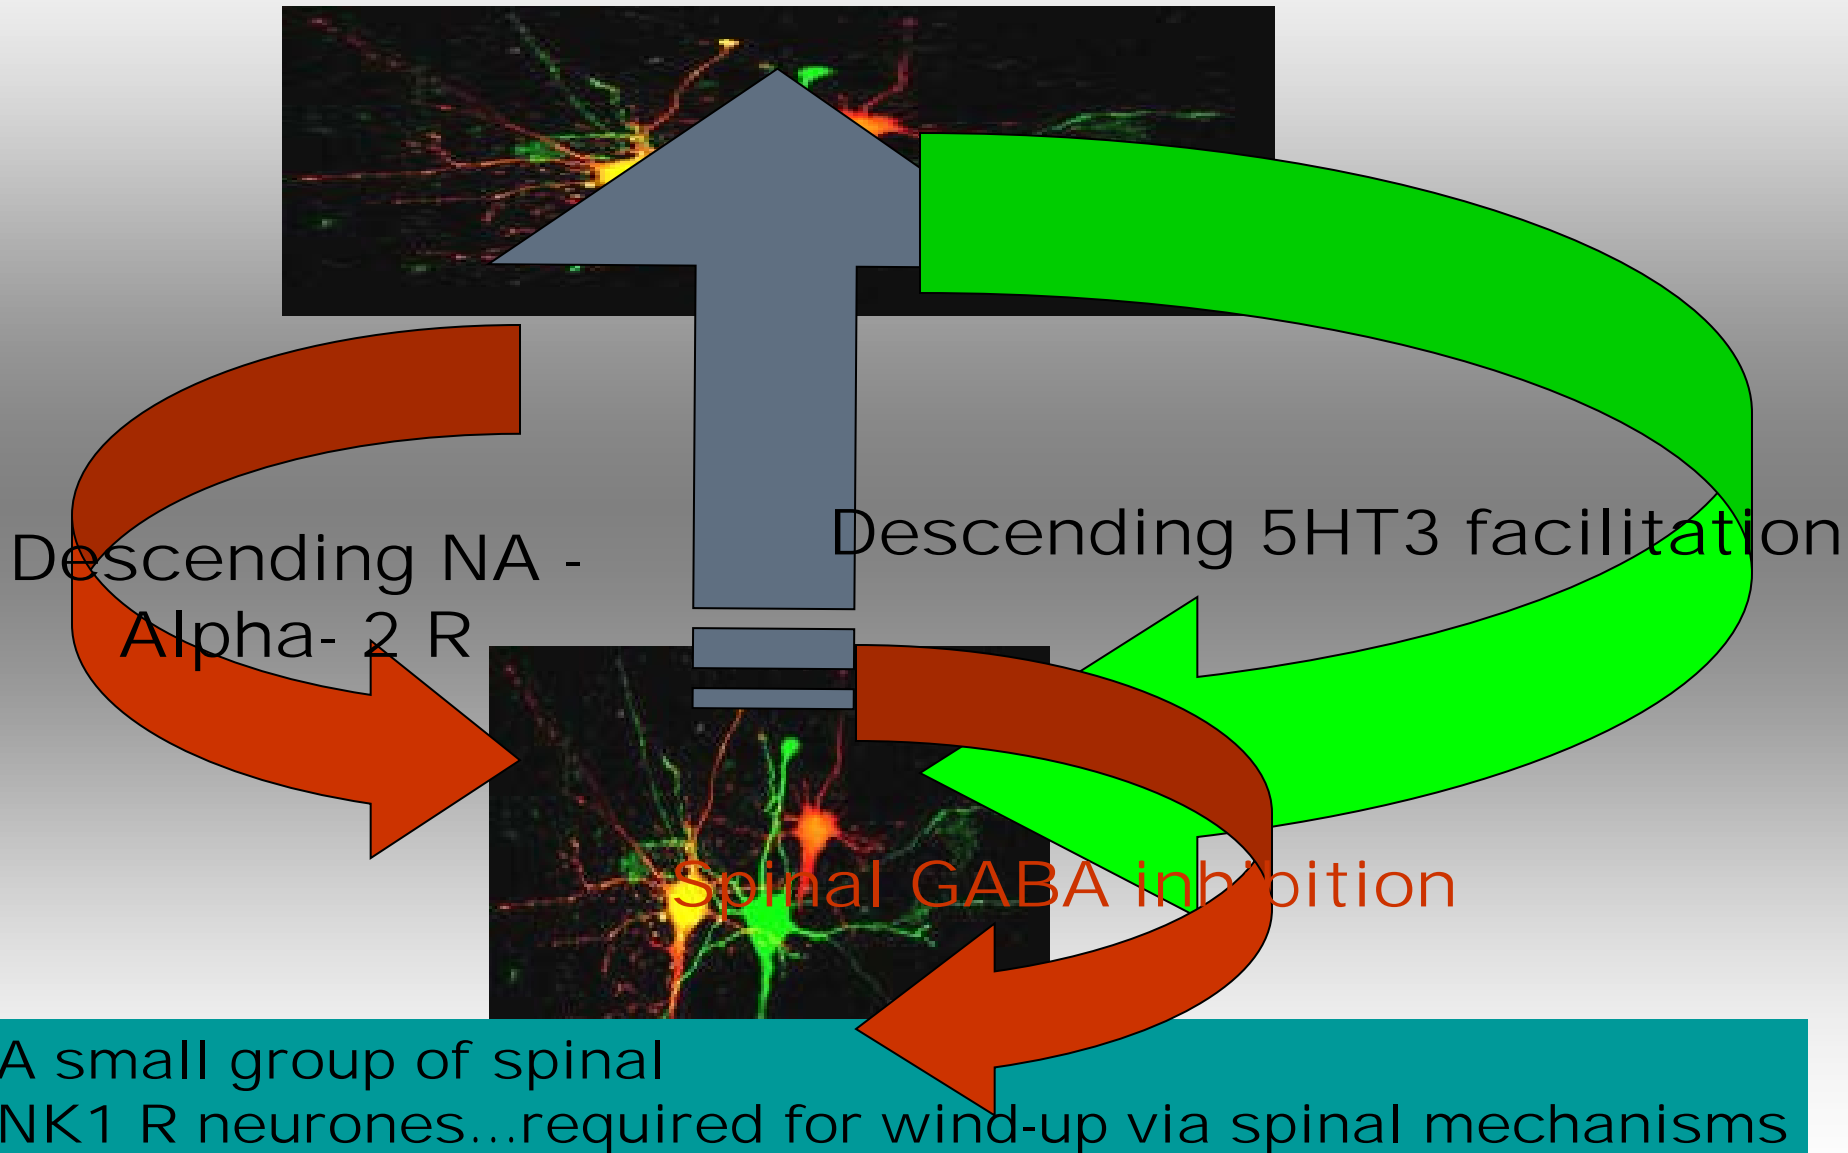 Descending NA -
Alpha- 2 R
Descending 5HT3 facilitation
Spinal GABA inhibition
A small group of spinal
NK1 R neurones...required for wind-up via spinal mechanisms